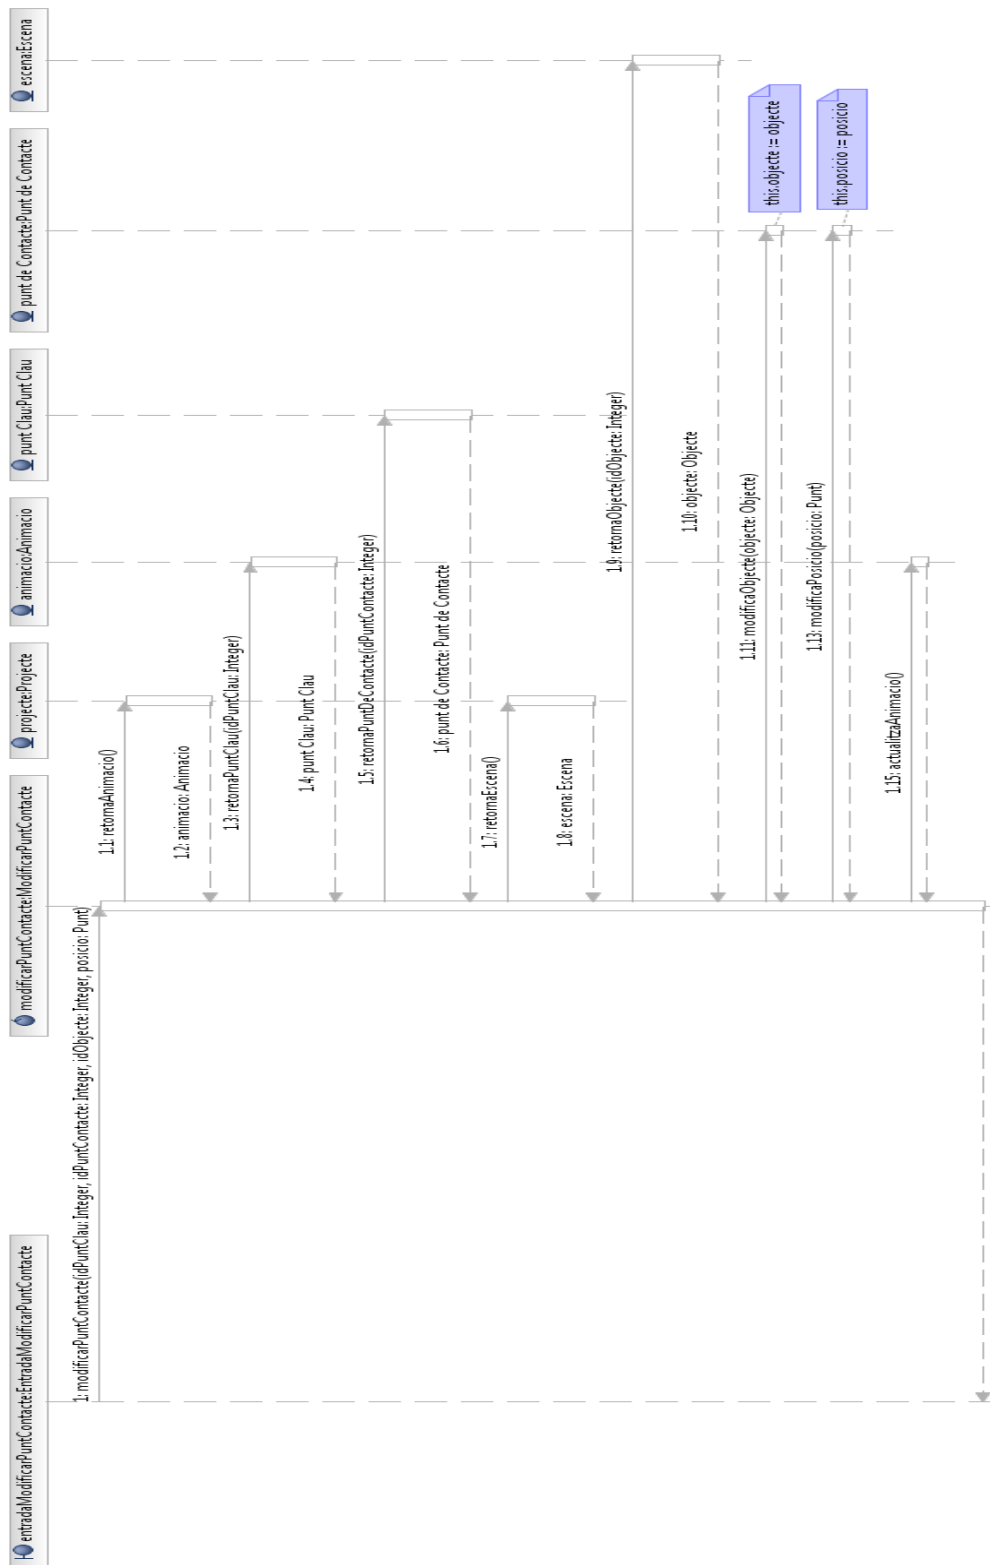 entradaModificarPuntContacte:EntradaModificarPuntContacte
modificarPuntContacte:ModificarPuntContacte
projecte:Projecte
animacio:Animacio
punt Clau:Punt Clau
punt de Contacte:Punt de Contacte
escena:Escena
1: modificarPuntContacte(idPuntClau: Integer, idPuntContacte: Integer, idObjecte: Integer, posicio: Punt)
1.1: retornaAnimacio()
1.2: animacio: Animacio
1.3: retornaPuntClau(idPuntClau: Integer)
1.4: punt Clau: Punt Clau
1.5: retornaPuntDeContacte(idPuntContacte: Integer)
1.6: punt de Contacte: Punt de Contacte
1.7: retornaEscena()
1.8: escena: Escena
1.9: retornaObjecte(idObjecte: Integer)
1.10: objecte: Objecte
1.11: modificaObjecte(objecte: Objecte)
this.objecte := objecte
1.13: modificaPosicio(posicio: Punt)
this.posicio := posicio
1.15: actualitzaAnimacio()